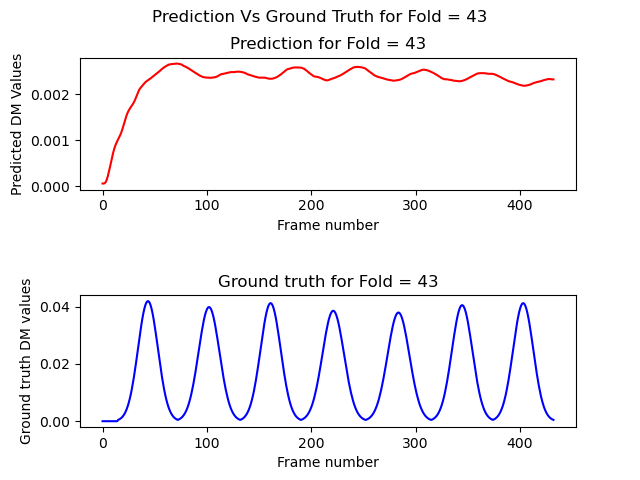 Prediction Vs Ground Truth for Fold = 43
Prediction for Fold = 43
Predicted DM Values
0.002
0.001
0.000
0
100
200
300
400
Frame number
Ground truth for Fold = 43
Ground truth DM values
0.04
0.02
0.00
0
100
200
300
400
Frame number